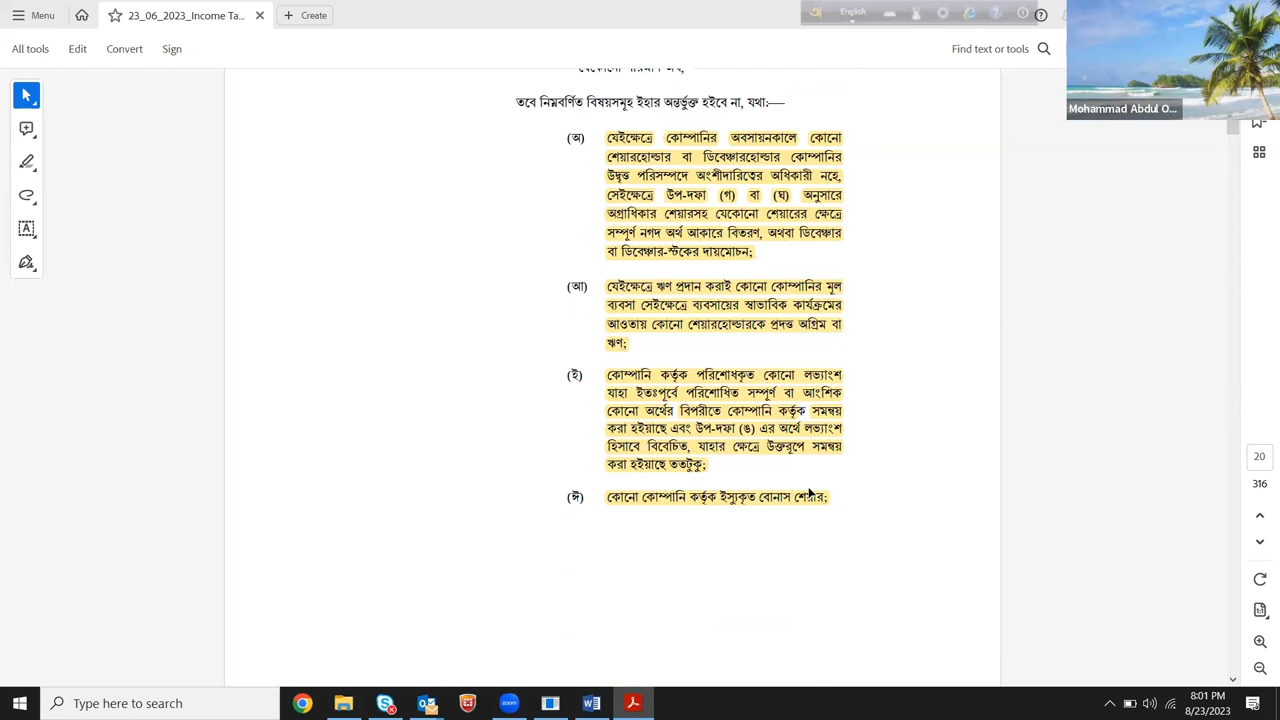 Menu
23_06_2023_Income Ta...
Create
English
All tools
Edit
Convert
Sign
Find text or tools
Mohammad Abdul O...
তবে নিম্নবর্ণিত বিষয়সমূহ ইহার অন্তর্ভুক্ত হইবে না, যথা:—
(অ) যেইক্ষেত্রে কোম্পানির অবসায়নকালে কোনো
শেয়ারহোল্ডার বা ডিবেঞ্চারহোল্ডার কোম্পানির
উদ্বৃত্ত পরিসম্পদে অংশীদারিত্বের অধিকারী নহে,
সেইক্ষেত্রে উপ-দফা (গ) বা (ঘ) অনুসারে
অগ্রাধিকার শেয়ারসহ যেকোনো শেয়ারের ক্ষেত্রে
সম্পূর্ণ নগদ অর্থ আকারে বিতরণ, অথবা ডিবেঞ্চার
বা ডিবেঞ্চার-স্টকের দায়মোচন;
(আ) যেইক্ষেত্রে ঋণ প্রদান করাই কোনো কোম্পানির মূল
ব্যবসা সেইক্ষেত্রে ব্যবসায়ের স্বাভাবিক কার্যক্রমের
আওতায় কোনো শেয়ারহোল্ডারকে প্রদত্ত অগ্রিম বা
ঋণ;
(ই) কোম্পানি কর্তৃক পরিশোধকৃত কোনো লভ্যাংশ
যাহা ইতঃপূর্বে পরিশোধিত সম্পূর্ণ বা আংশিক
কোনো অর্থের বিপরীতে কোম্পানি কর্তৃক সমন্বয়
করা হইয়াছে এবং উপ-দফা (ঙ) এর অর্থে লভ্যাংশ
হিসাবে বিবেচিত, যাহার ক্ষেত্রে উক্তরূপে সমন্বয়
করা হইয়াছে ততটুকু;
(ঈ) কোনো কোম্পানি কর্তৃক ইস্যুকৃত বোনাস শেয়ার;
20
316
Type here to search
zoom
8:01 PM
8/23/2023